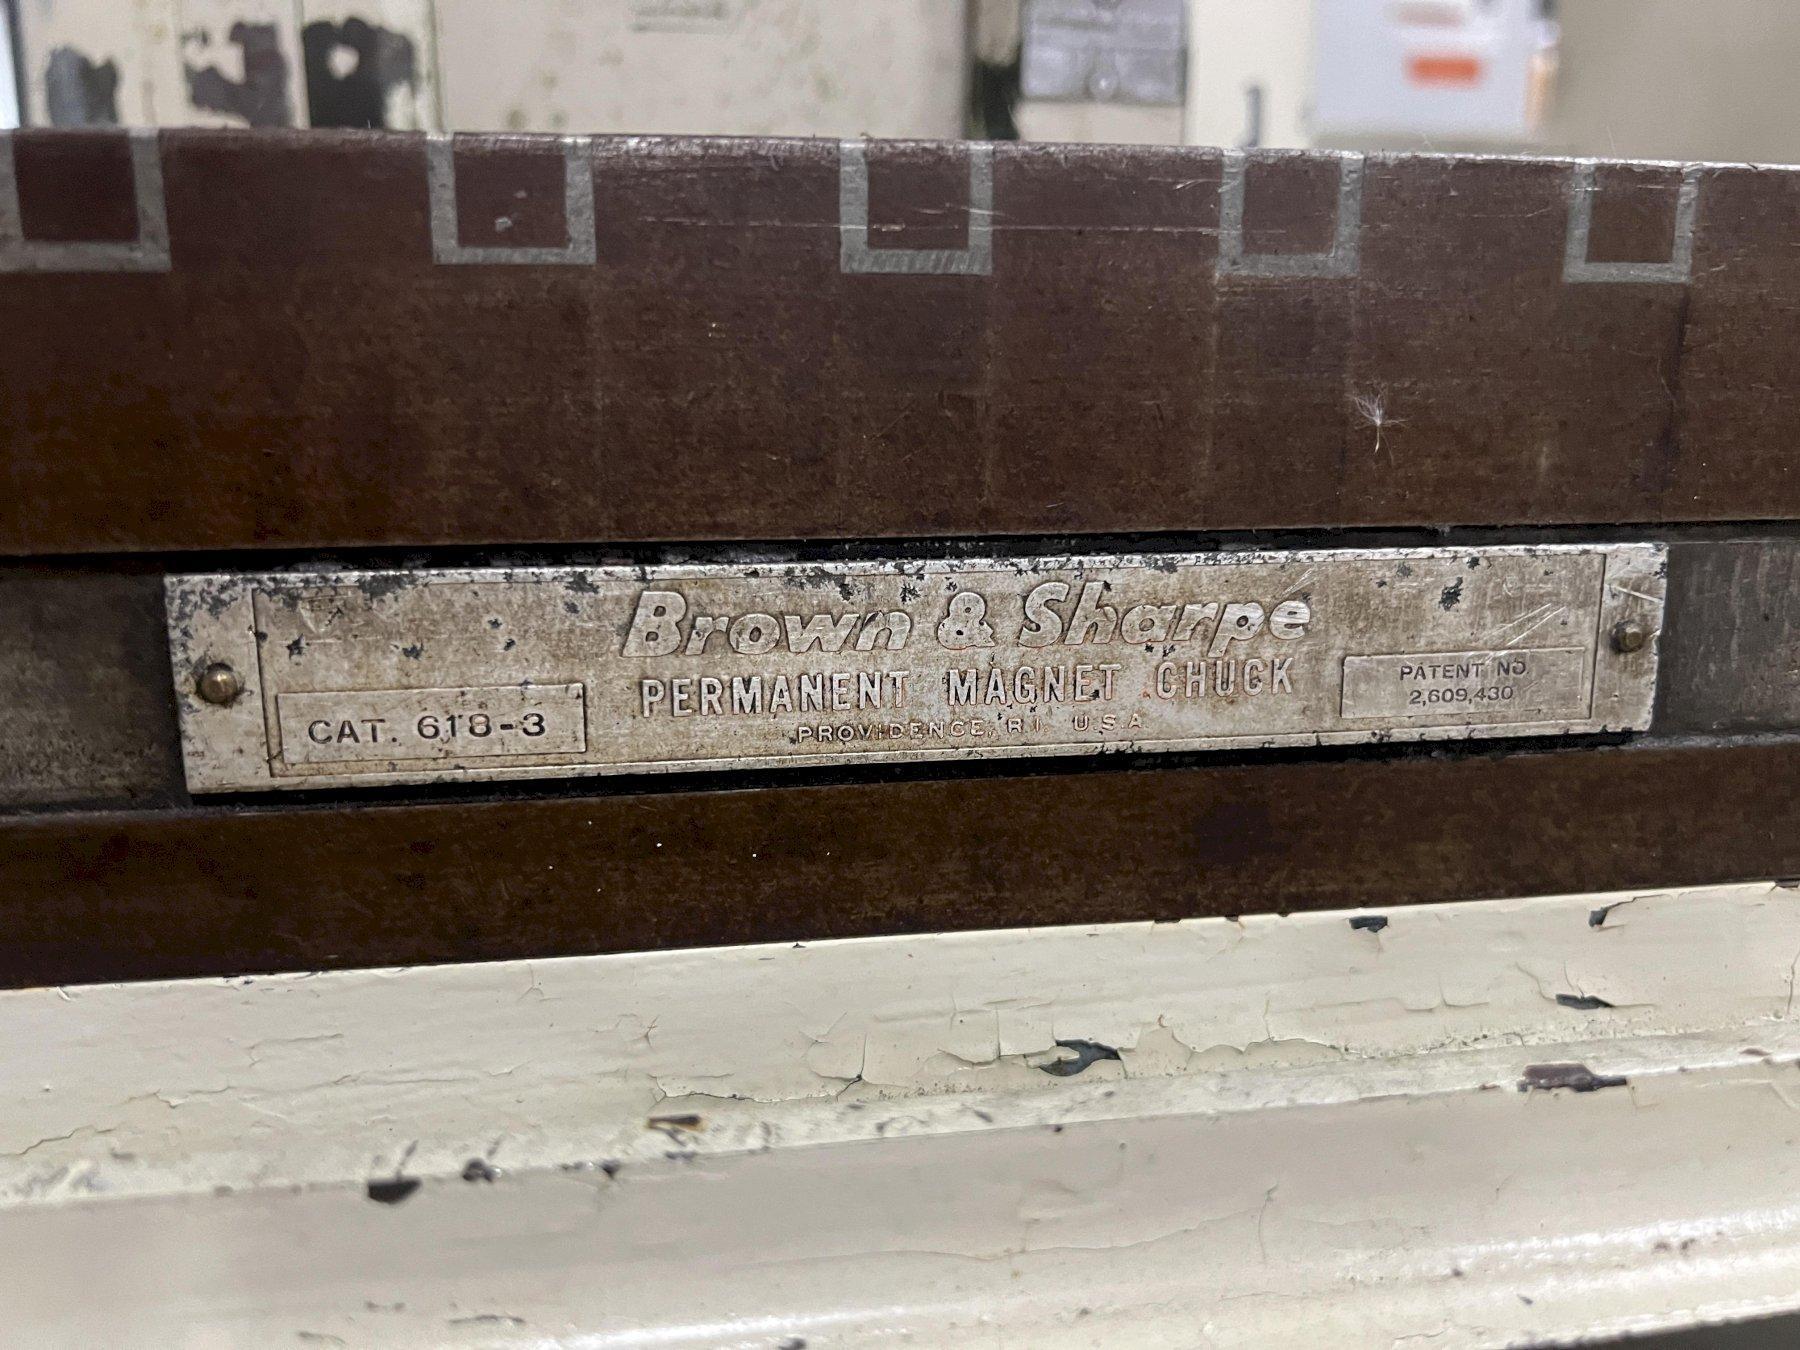 Brown & Sharpe
PERMANENT MAGNET CHUCK
PROVIDENCE, R.I. U.S.A
CAT. 618-3
PATENT NO.
2,609,430